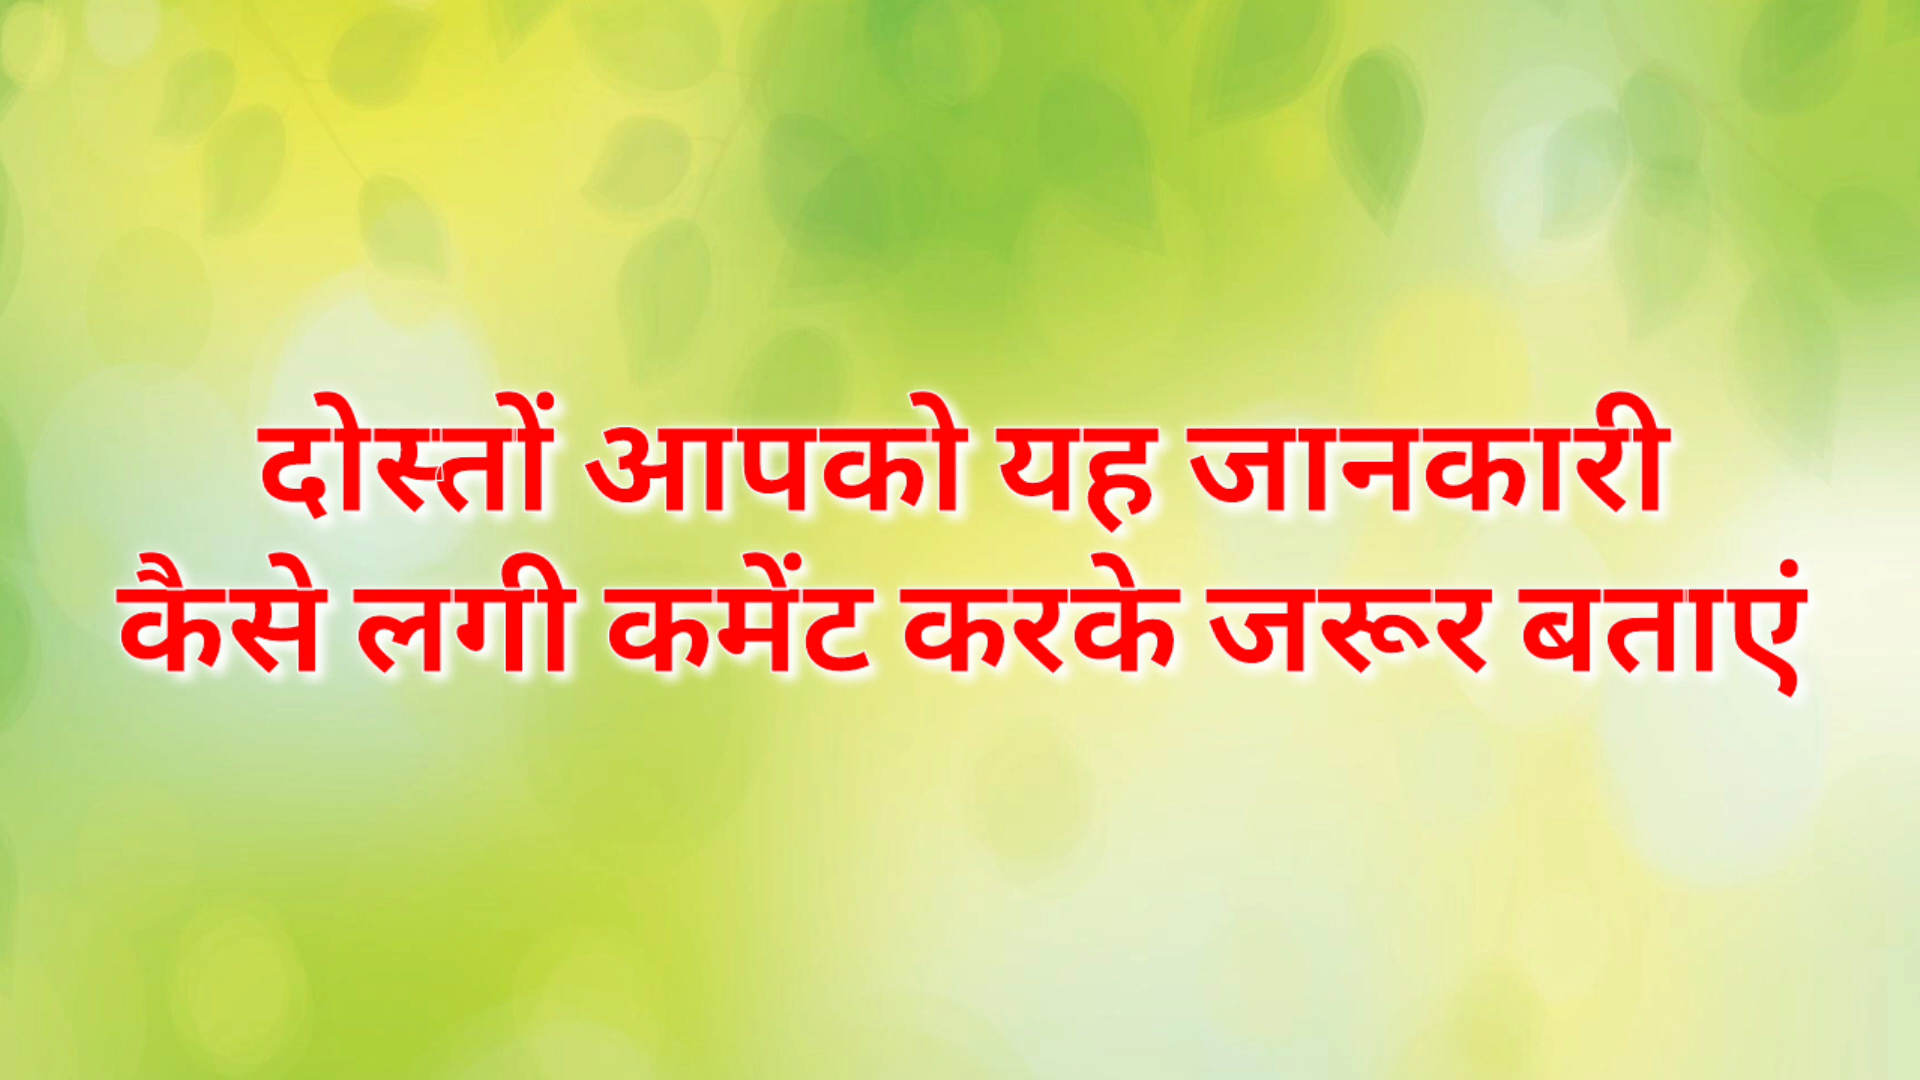 दोस्तों आपको यह जानकारी
कैसे लगी कमेंट करके जरूर बताएं